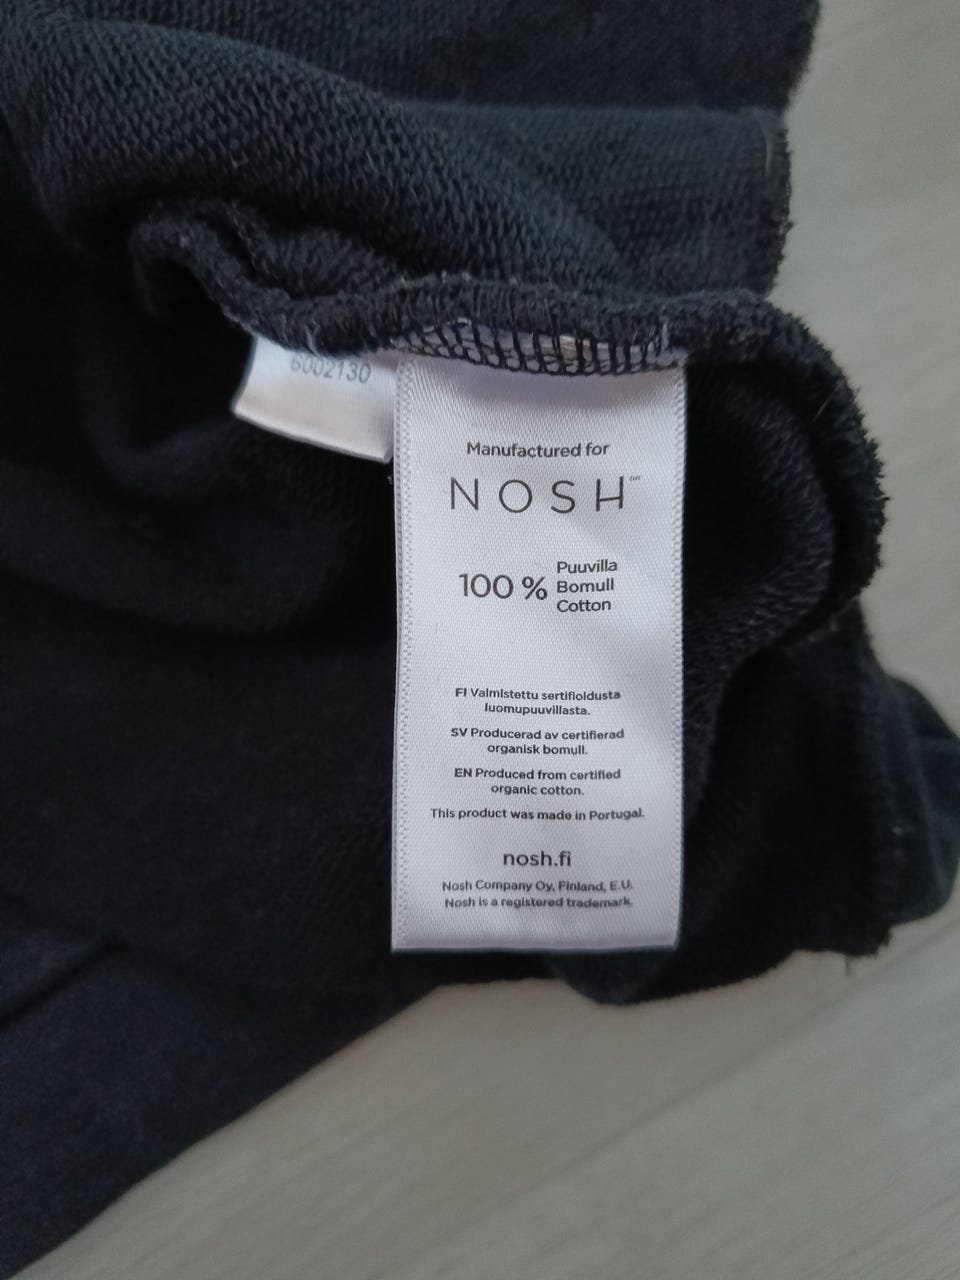 6002130
Manufactured for
NOSH™
100 % Puuvilla
Bomull
Cotton
FI Valmistettu sertifioidusta
luomupuuvillasta.
SV Producerad av certifierad
organisk bomull.
EN Produced from certified
organic cotton.
This product was made in Portugal.
nosh.fi
Nosh Company Oy, Finland, E.U.
Nosh is a registered trademark.